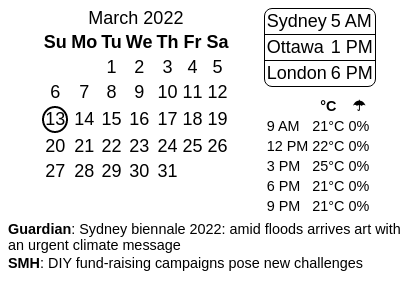 March 2022
Su Mo Tu We Th Fr Sa
1 2 3 4 5
6 7 8 9 10 11 12
13 14 15 16 17 18 19
20 21 22 23 24 25 26
27 28 29 30 31
Sydney 5 AM
Ottawa 1 PM
London 6 PM
°C ☂
9 AM 21°C 0%
12 PM 22°C 0%
3 PM 25°C 0%
6 PM 21°C 0%
9 PM 21°C 0%
Guardian: Sydney biennale 2022: amid floods arrives art with
an urgent climate message
SMH: DIY fund-raising campaigns pose new challenges